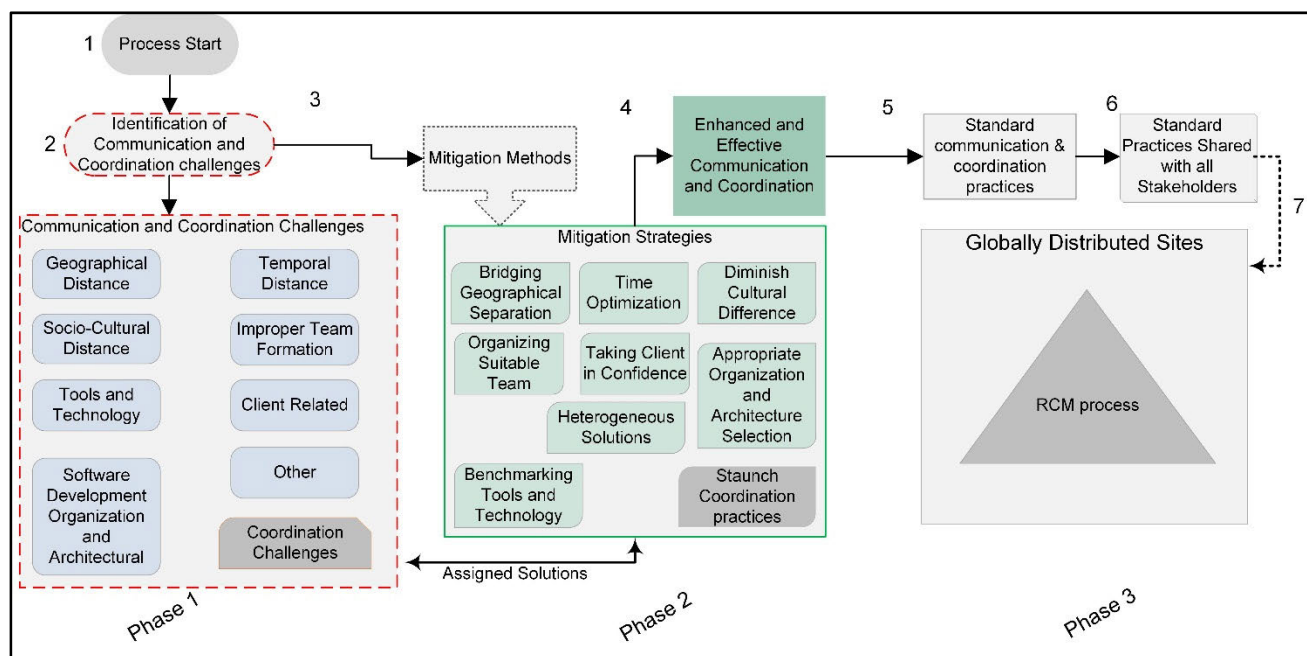 1
Process Start
2
Identification of
Communication and
Coordination challenges
3
Mitigation Methods
4
Enhanced and
Effective
Communication
and Coordination
5
Standard
communication &
coordination
practices
6
Standard
Practices Shared
with all
Stakeholders
7
Communication and Coordination Challenges
Geographical
Distance
Temporal
Distance
Socio-Cultural
Distance
Improper Team
Formation
Tools and
Technology
Client Related
Software
Development
Organization
and
Architectural
Other
Coordination
Challenges
Phase 1
Assigned Solutions
Mitigation Strategies
Bridging
Geographical
Separation
Time
Optimization
Diminish
Cultural
Difference
Organizing
Suitable
Team
Taking Client
in Confidence
Appropriate
Organization
and
Architecture
Selection
Heterogeneous
Solutions
Benchmarking
Tools and
Technology
Staunch
Coordination
practices
Phase 2
Globally Distributed Sites
RCM process
Phase 3